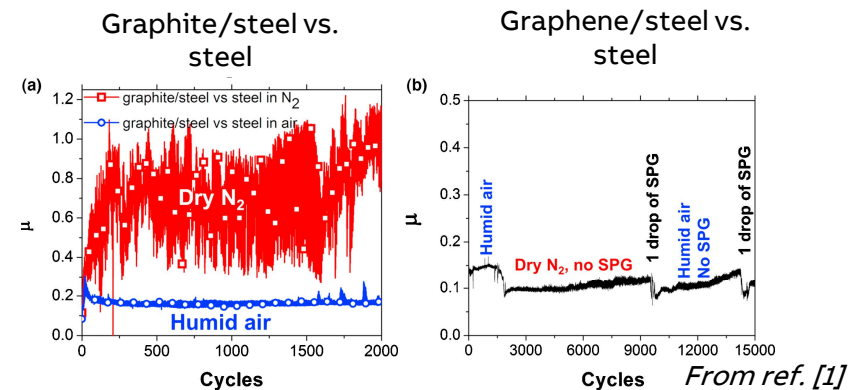 Graphite/steel vs.
steel
Graphene/steel vs.
steel
(a)
graphite/steel vs steel in N2
graphite/steel vs steel in air
Dry N2
Humid air
1.2
1.0
0.8
0.6
0.4
0.2
0.0
μ
0 500 1000 1500 2000
Cycles
(b)
0.5
0.4
0.3
0.2
0.1
0.0
μ
Humid air
Dry N2, no SPG
1 drop of SPG
Humid air
No SPG
1 drop of SPG
0 3000 6000 9000 12000 15000
Cycles
From ref. [1]